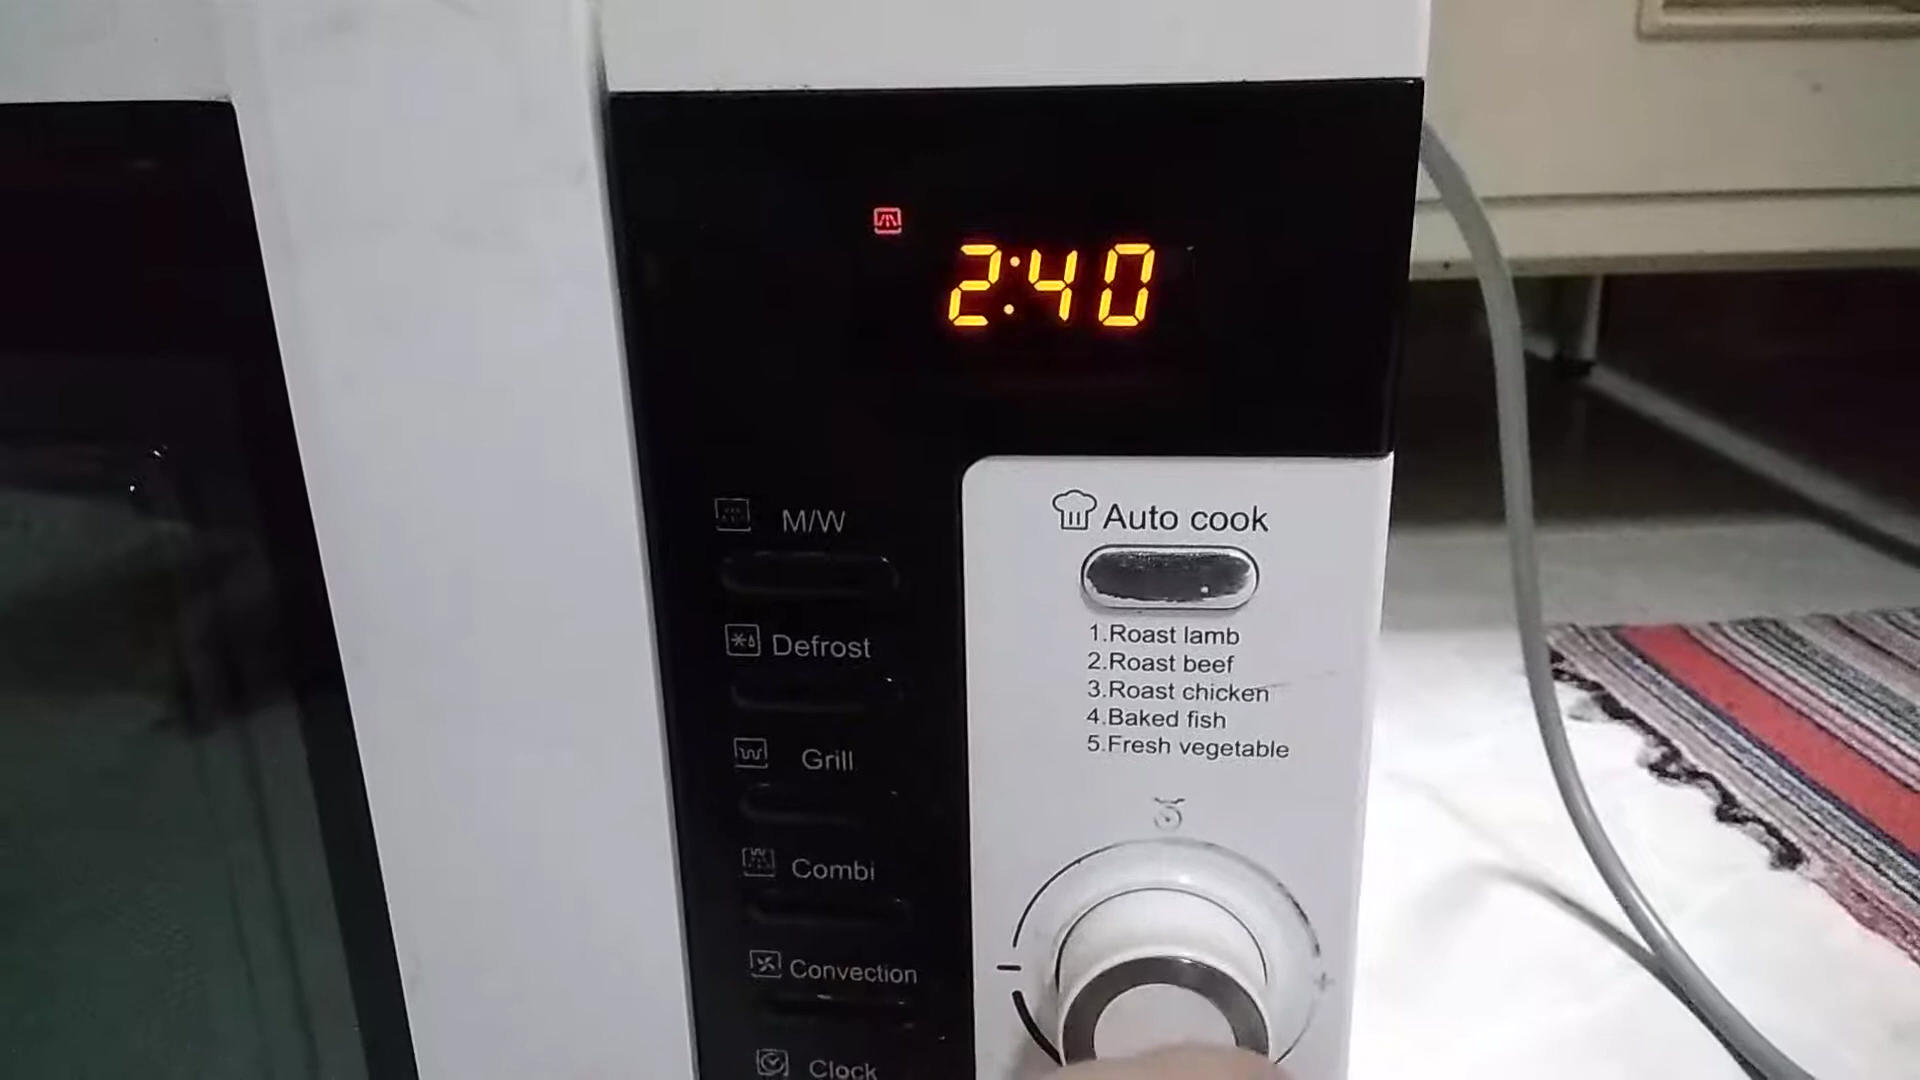 2:40
M/W
Defrost
Grill
Combi
Convection
Clock
Auto cook
1.Roast lamb
2.Roast beef
3.Roast chicken
4.Baked fish
5.Fresh vegetable
- +